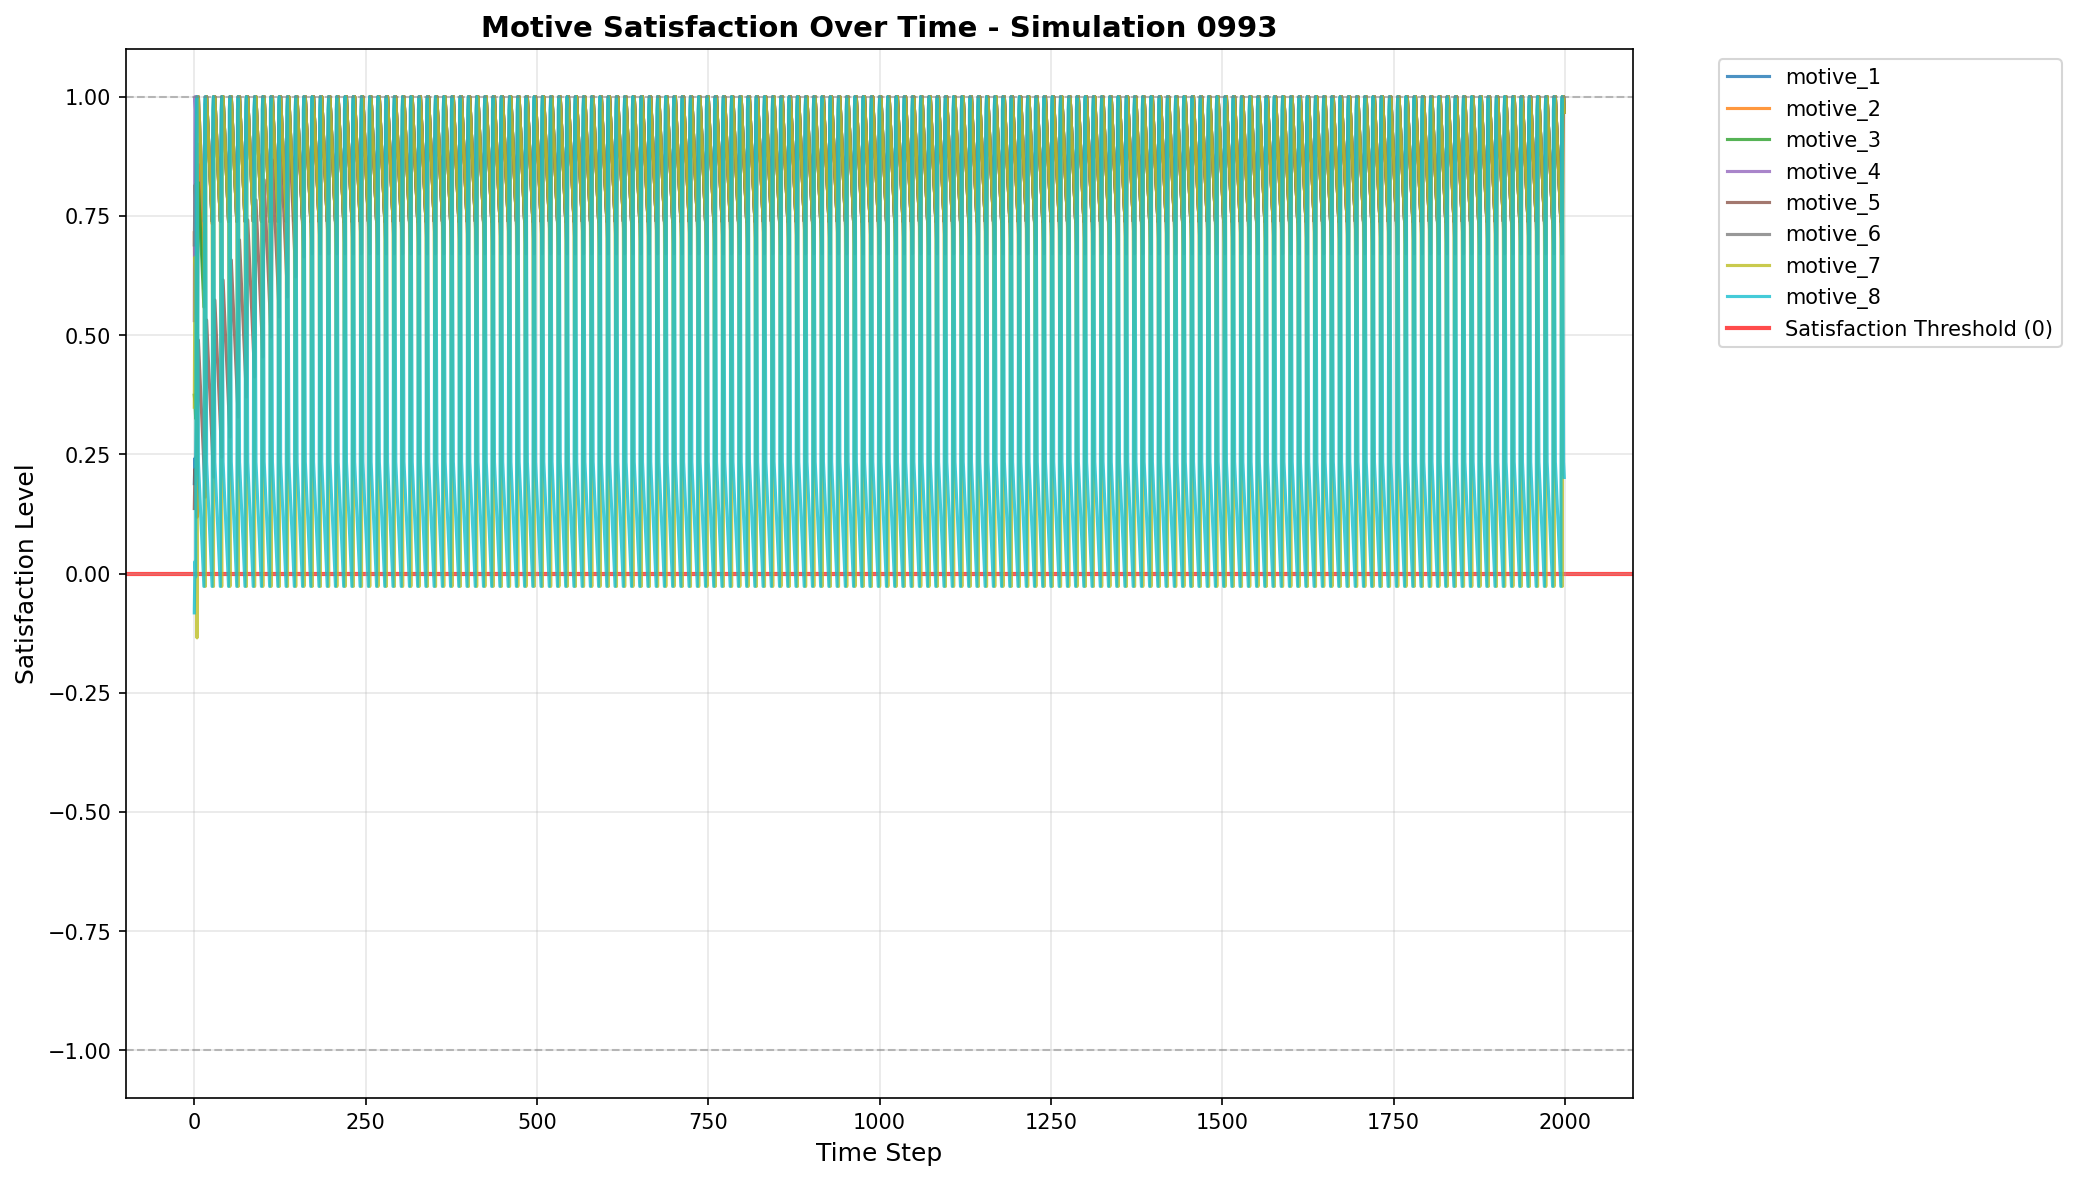 Motive Satisfaction Over Time - Simulation 0993
Satisfaction Level
1.00
0.75
0.50
0.25
0.00
−0.25
−0.50
−0.75
−1.00
0
250
500
750
1000
1250
1500
1750
2000
Time Step
motive_1
motive_2
motive_3
motive_4
motive_5
motive_6
motive_7
motive_8
Satisfaction Threshold (0)